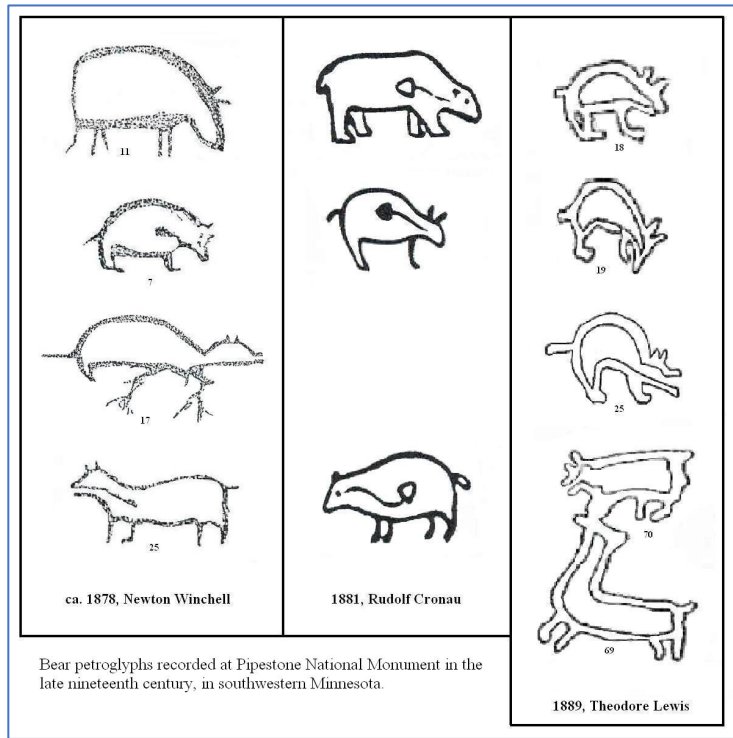 11
7
17
25
ca. 1878, Newton Winchell
1881, Rudolf Cronau
18
19
25
70
69
1889, Theodore Lewis
Bear petroglyphs recorded at Pipestone National Monument in the
late nineteenth century, in southwestern Minnesota.